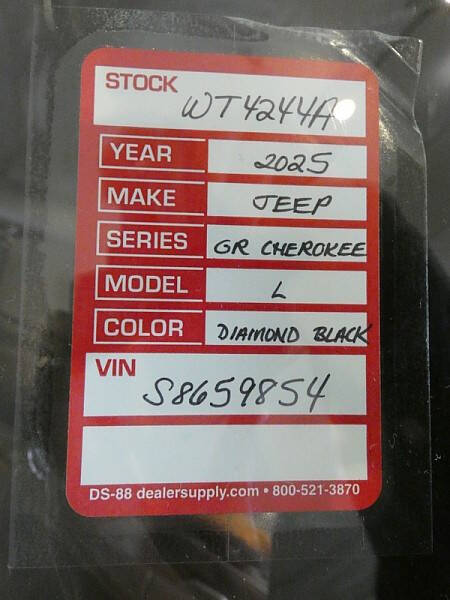 STOCK
WT4244A
YEAR 2025
MAKE JEEP
SERIES GR CHEROKEE
MODEL L
COLOR DIAMOND BLACK
VIN
S8659854
DS-88 dealersupply.com • 800-521-3870